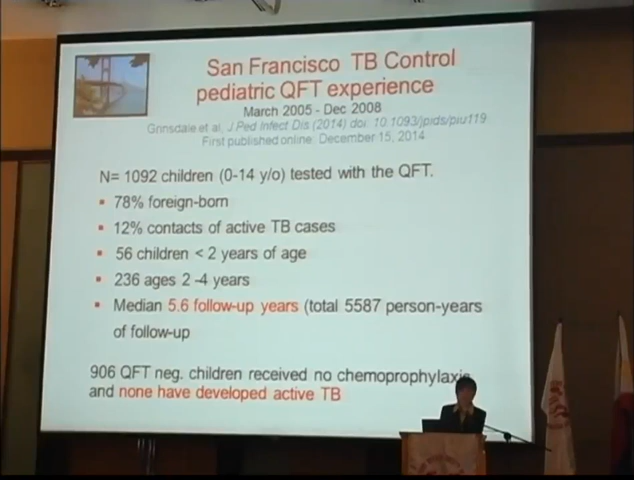 San Francisco TB Control
pediatric QFT experience
March 2005 - Dec 2008
Grinsdale et al. J Ped Infect Dis (2014) doi: 10.1093/jpids/piu119
First published online: December 15, 2014
N= 1092 children (0-14 y/o) tested with the QFT.
▪ 78% foreign-born
▪ 12% contacts of active TB cases
▪ 56 children < 2 years of age
▪ 236 ages 2 -4 years
▪ Median 5.6 follow-up years (total 5587 person-years
of follow-up
906 QFT neg. children received no chemoprophylaxis
and none have developed active TB